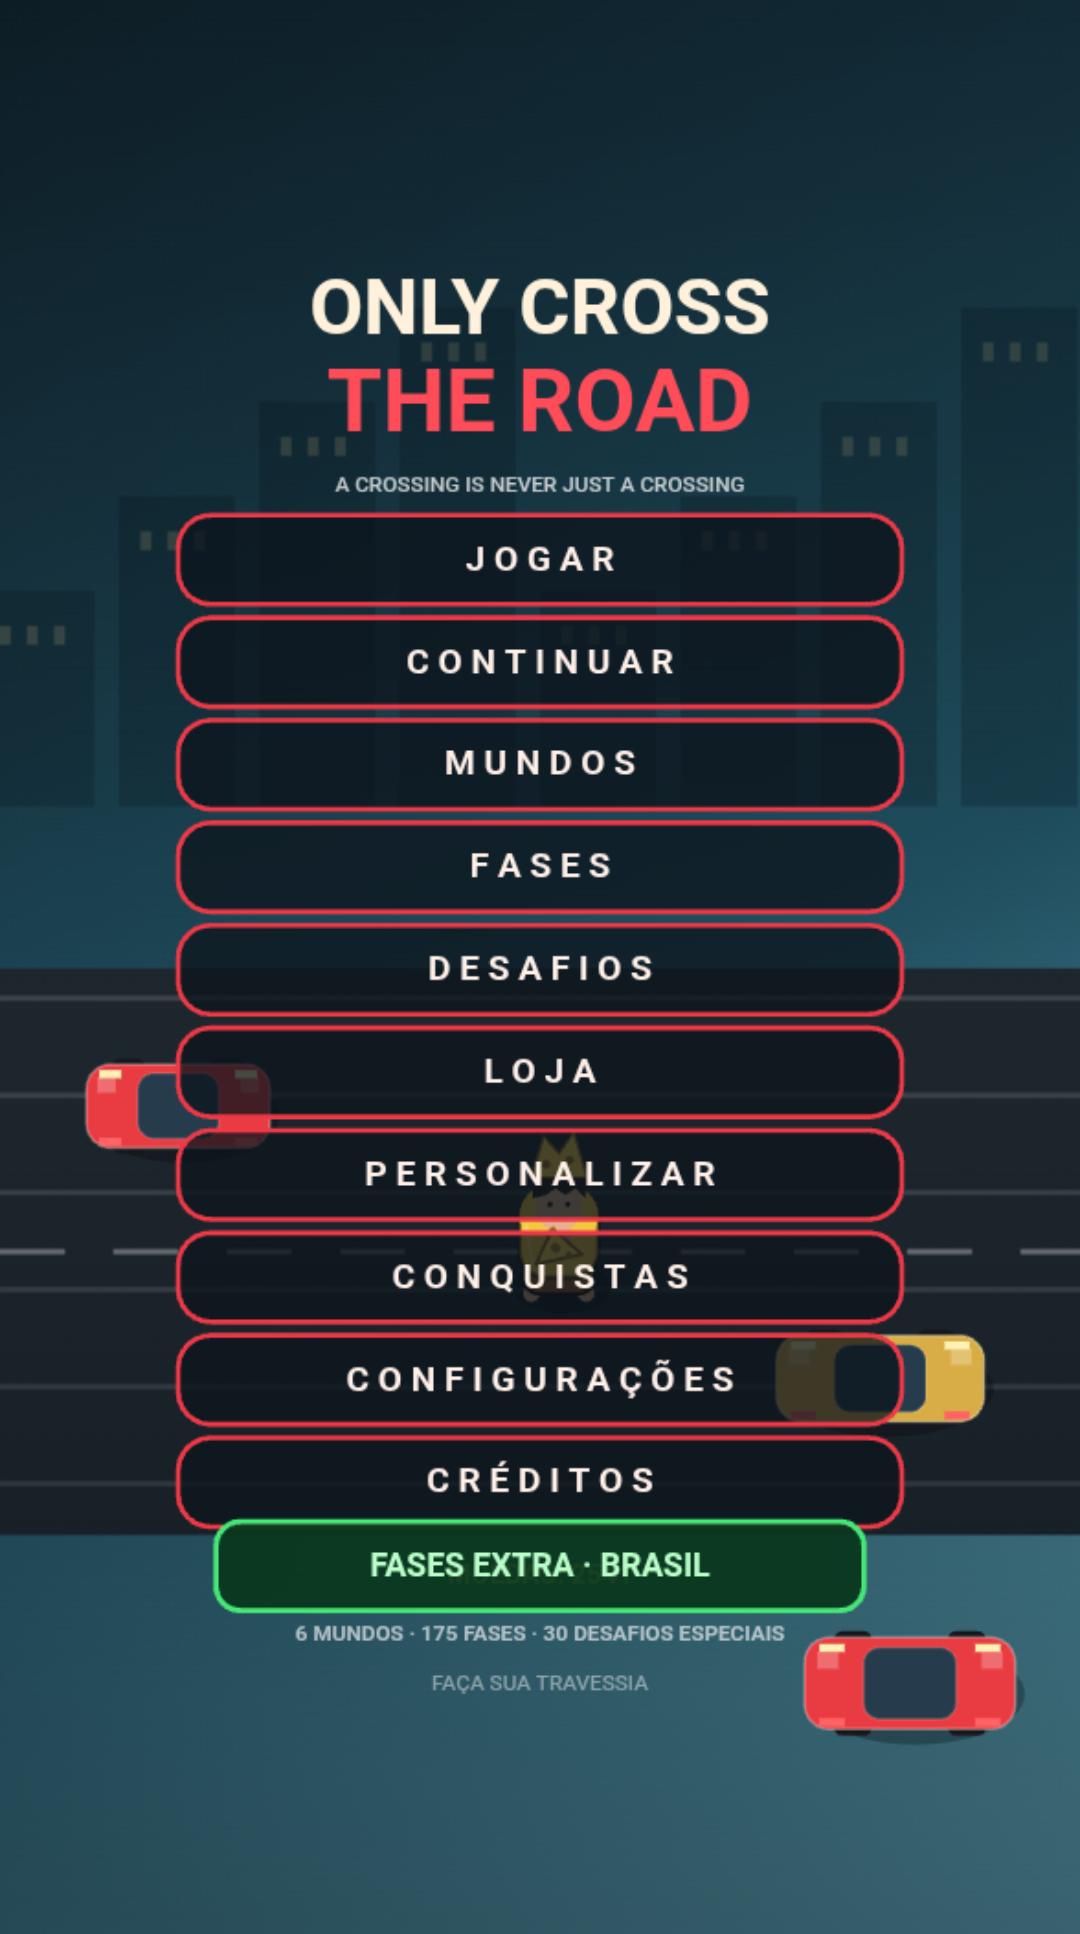 ONLY CROSS
THE ROAD
A CROSSING IS NEVER JUST A CROSSING
JOGAR
CONTINUAR
MUNDOS
FASES
DESAFIOS
LOJA
PERSONALIZAR
CONQUISTAS
CONFIGURAÇÕES
CRÉDITOS
FASES EXTRA · BRASIL
6 MUNDOS · 175 FASES · 30 DESAFIOS ESPECIAIS
FAÇA SUA TRAVESSIA